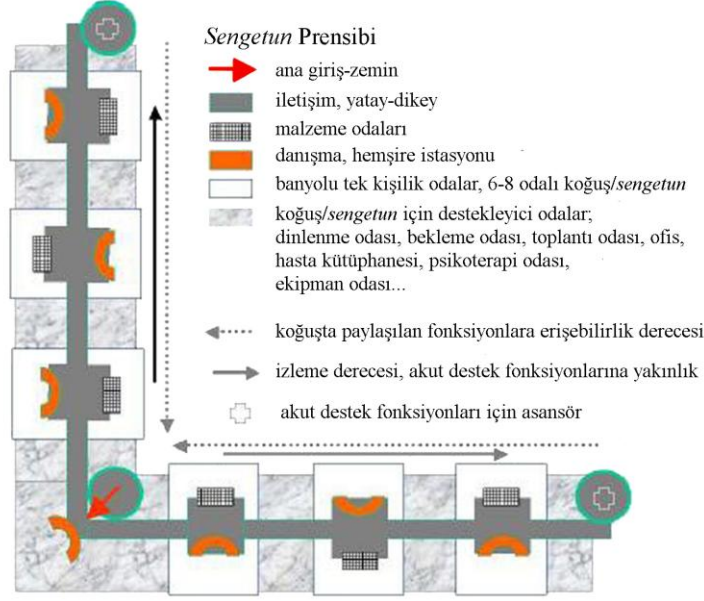 Sengetun Prensibi
ana giriş-zemin
iletişim, yatay-dikey
malzeme odaları
danışma, hemşire istasyonu
banyolu tek kişilik odalar, 6-8 odalı koğuş/sengetun
koğuş/sengetun için destekleyici odalar;
dinlenme odası, bekleme odası, toplantı odası, ofis,
hasta kütüphanesi, psikoterapi odası,
ekipman odası...
koğuşta paylaşılan fonksiyonlara erişebilirlik derecesi
izleme derecesi, akut destek fonksiyonlarına yakınlık
akut destek fonksiyonları için asansör